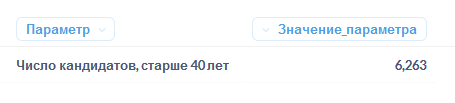 Параметр Значение_параметра
Число кандидатов, старше 40 лет 6,263